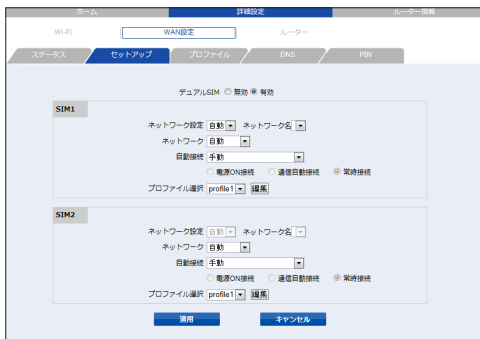 ホーム 詳細設定 ルーター情報
Wi-Fi WAN設定 ルーター
ステータス セットアップ プロファイル DNS PIN
デュアルSIM 無効 有効
SIM1
ネットワーク設定 自動 ネットワーク名
ネットワーク 自動
自動接続 手動
電源ON接続 通信自動接続 常時接続
プロファイル選択 profile1 編集
SIM2
ネットワーク設定 自動 ネットワーク名
ネットワーク 自動
自動接続 手動
電源ON接続 通信自動接続 常時接続
プロファイル選択 profile1 編集
適用 キャンセル